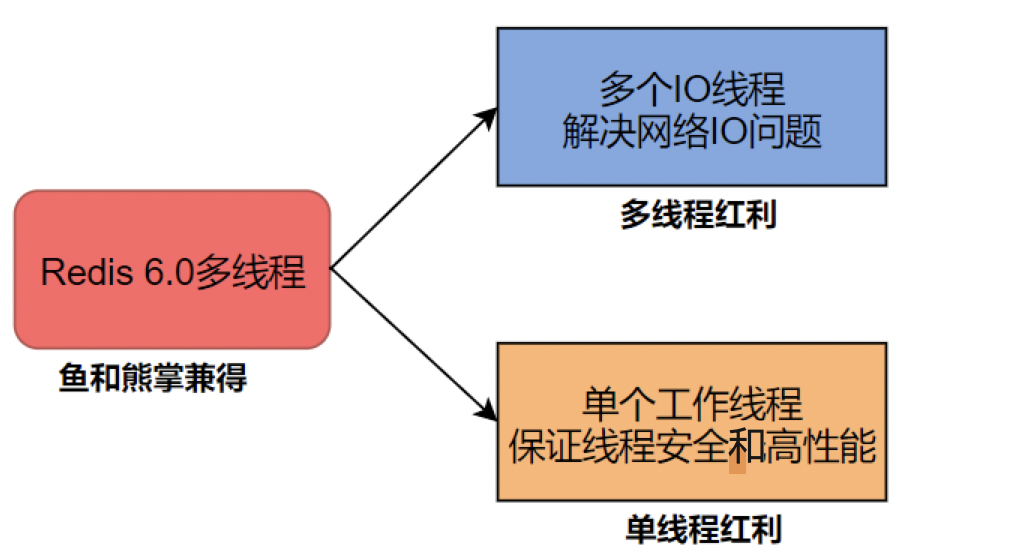 多个IO线程
解决网络IO问题
多线程红利
Redis 6.0多线程
鱼和熊掌兼得
单个工作线程
保证线程安全和高性能
单线程红利